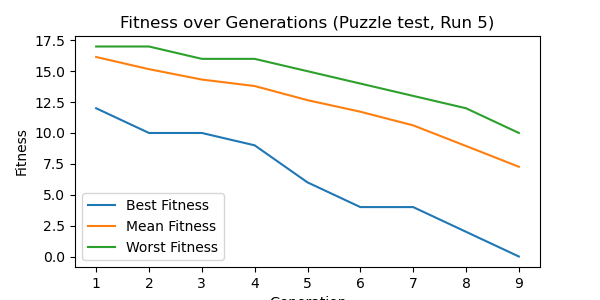 Fitness over Generations (Puzzle test, Run 5)
17.5
15.0
12.5
10.0
7.5
5.0
2.5
0.0
Fitness
Best Fitness
Mean Fitness
Worst Fitness
1 2 3 4 5 6 7 8 9
Generation